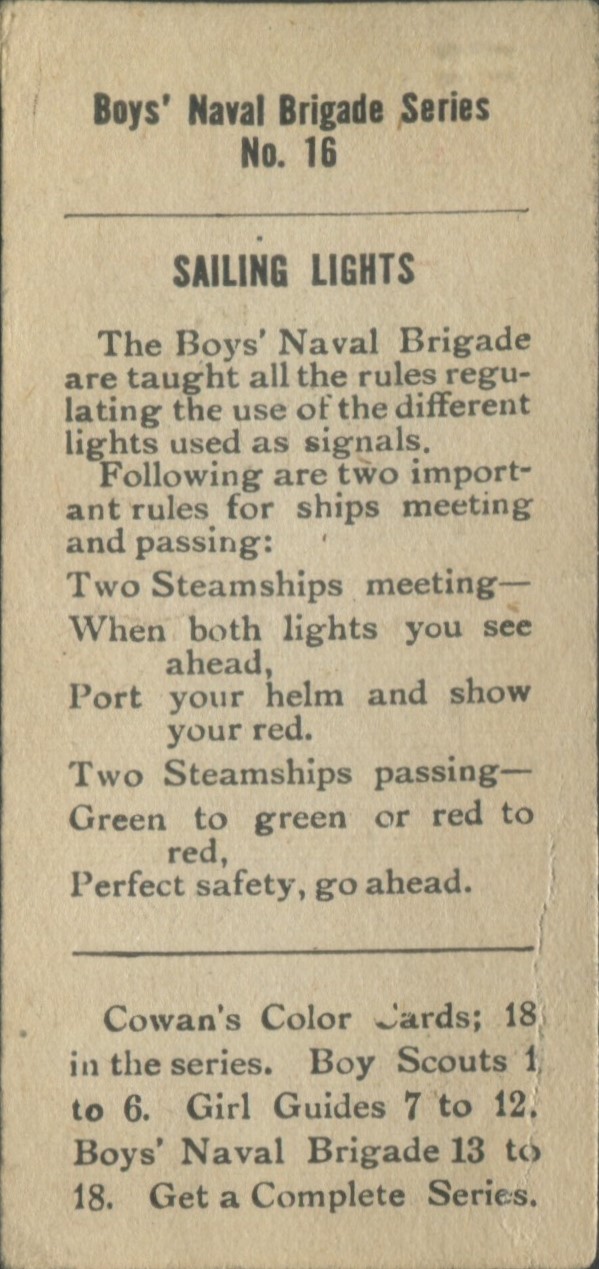 Boys' Naval Brigade Series
No. 16
SAILING LIGHTS
The Boys' Naval Brigade
are taught all the rules regu-
lating the use of the different
lights used as signals.
Following are two import-
ant rules for ships meeting
and passing:
Two Steamships meeting—
When both lights you see
ahead,
Port your helm and show
your red.
Two Steamships passing—
Green to green or red to
red,
Perfect safety, go ahead.
Cowan's Color Cards; 18
in the series. Boy Scouts 1
to 6. Girl Guides 7 to 12.
Boys' Naval Brigade 13 to
18. Get a Complete Series.